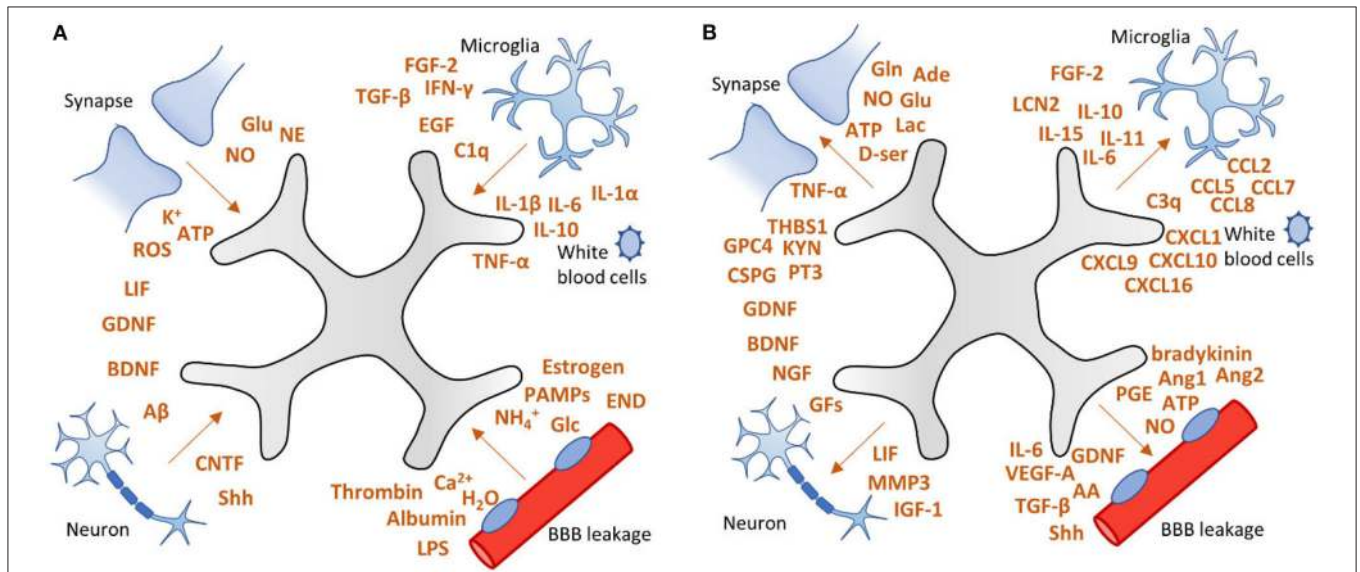 A
Microglia
FGF-2
TGF-β IFN-γ
Synapse
EGF
Glu NE
NO
C1q
IL-1α
IL-1β IL-6
K⁺
ATP
IL-10
ROS
White
blood cells
TNF-α
LIF
GDNF
BDNF
Estrogen
PAMPs
END
NH₄⁺
Glc
Aβ
CNTF
Shh
Ca²⁺
Thrombin
H₂O
Albumin
LPS
Neuron
BBB leakage
B
Microglia
Gln Ade
FGF-2
Synapse
NO Glu
LCN2
IL-10
ATP Lac
IL-15 IL-11
D-ser
IL-6
CCL2
TNF-α
CCL5 CCL7
CCL8
C3q
THBS1
GPC4 KYN
CXCL1
White
blood cells
CXCL9 CXCL10
CSPG PT3
CXCL16
GDNF
BDNF
bradykinin
NGF
Ang1 Ang2
GFs
PGE
ATP
NO
LIF
IL-6
GDNF
MMP3
VEGF-A
AA
IGF-1
TGF-β
Shh
Neuron
BBB leakage